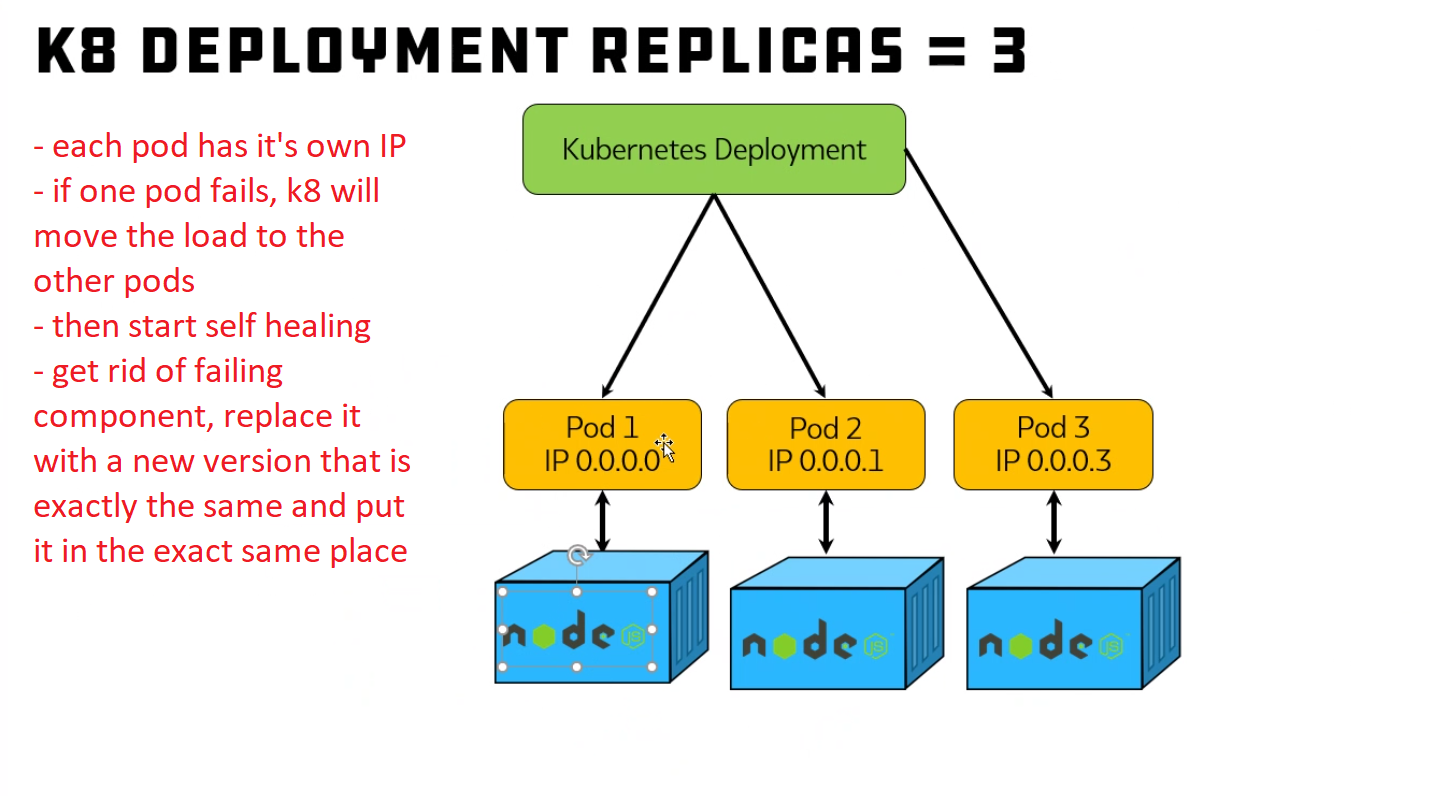 K8 DEPLOYMENT REPLICAS = 3
- each pod has it's own IP
- if one pod fails, k8 will
move the load to the
other pods
- then start self healing
- get rid of failing
component, replace it
with a new version that is
exactly the same and put
it in the exact same place
Kubernetes Deployment
Pod 1
IP 0.0.0.0
Pod 2
IP 0.0.0.1
Pod 3
IP 0.0.0.3
node JS
node JS
node JS